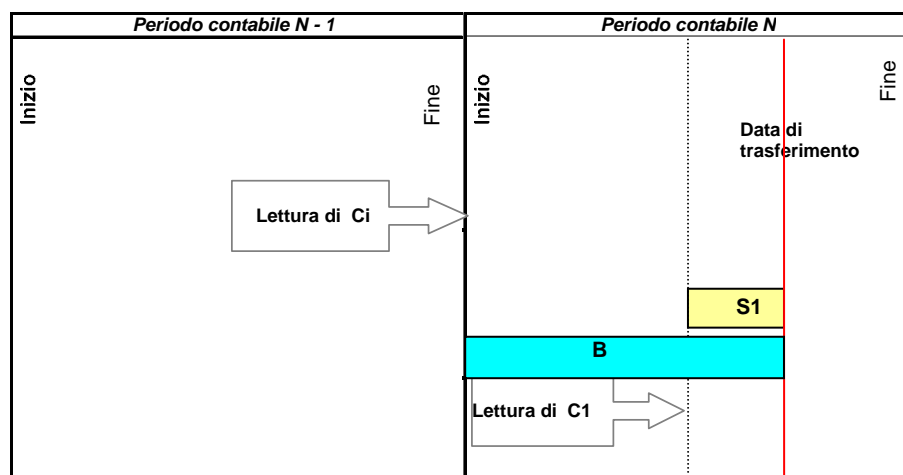 Periodo contabile N - 1
Periodo contabile N
Inizio
Fine
Inizio
Fine
Data di
trasferimento
Lettura di Ci
S1
B
Lettura di C1